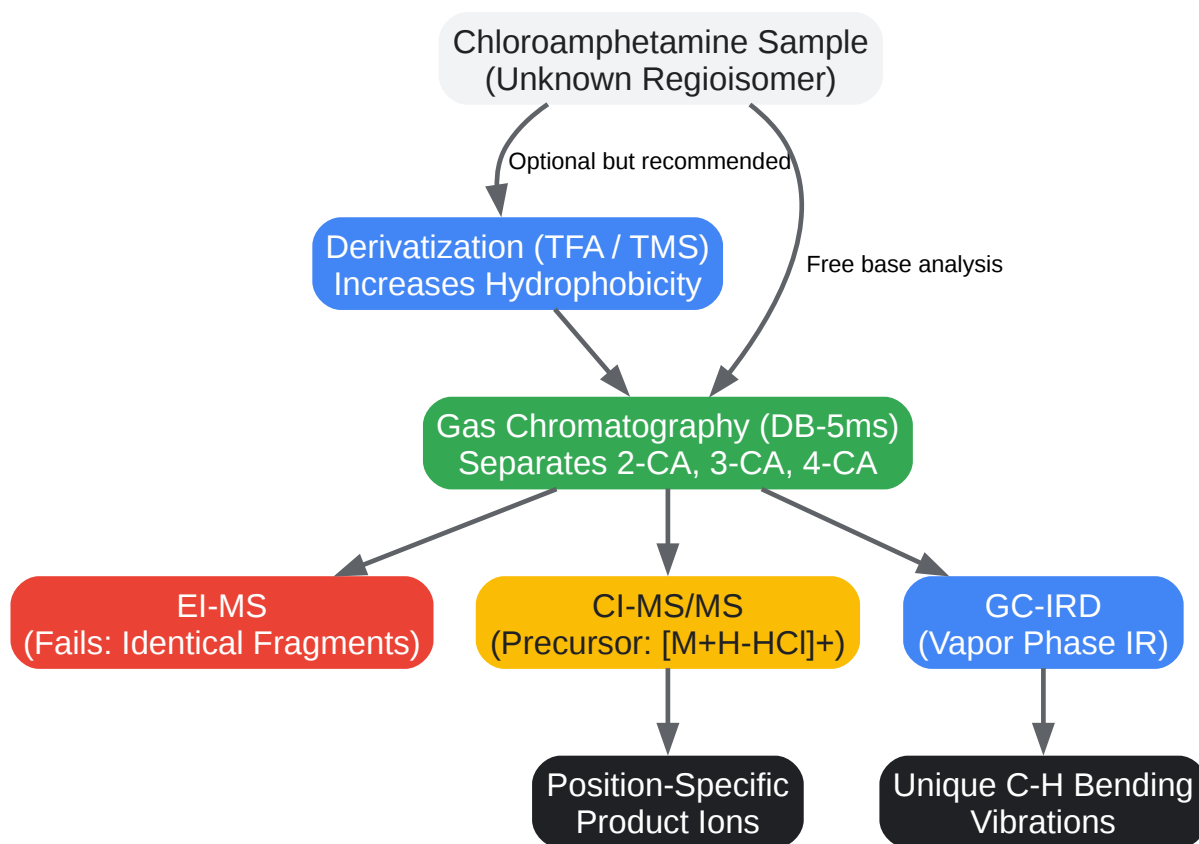 Chloroamphetamine Sample
(Unknown Regioisomer)
Optional but recommended
Derivatization (TFA / TMS)
Increases Hydrophobicity
Free base analysis
Gas Chromatography (DB-5ms)
Separates 2-CA, 3-CA, 4-CA
EI-MS
(Fails: Identical Fragments)
CI-MS/MS
(Precursor: [M+H-HCl]+)
GC-IRD
(Vapor Phase IR)
Position-Specific
Product Ions
Unique C-H Bending
Vibrations